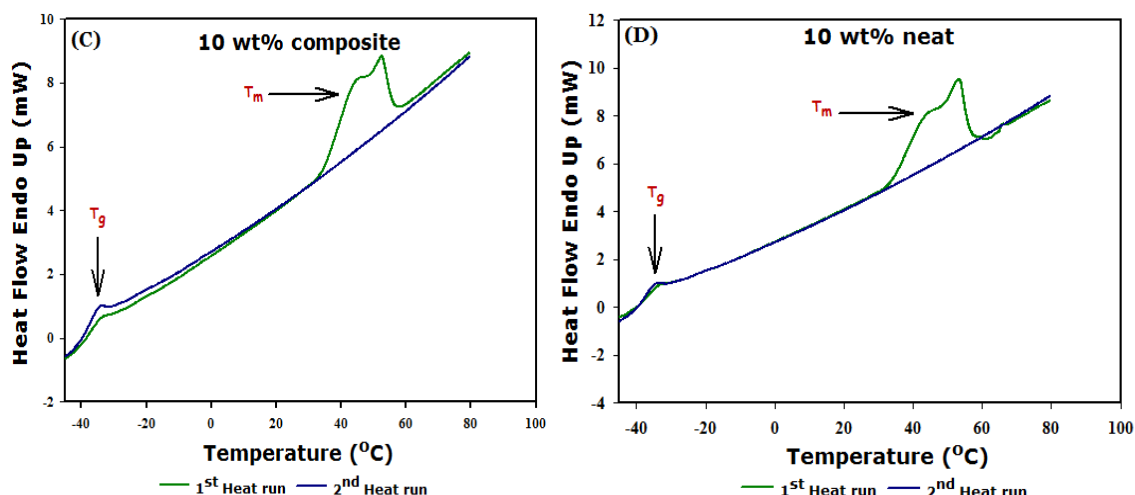 (C)
10 wt% composite
Heat Flow Endo Up (mW)
10
8
6
4
2
0
-2
Tm
Tg
-40 -20 0 20 40 60 80 100
Temperature (⁰C)
1st Heat run 2nd Heat run
(D)
10 wt% neat
Heat Flow Endo Up (mW)
12
10
8
6
4
2
0
-2
-4
Tm
Tg
-40 -20 0 20 40 60 80 100
Temperature (⁰C)
1st Heat run 2nd Heat run